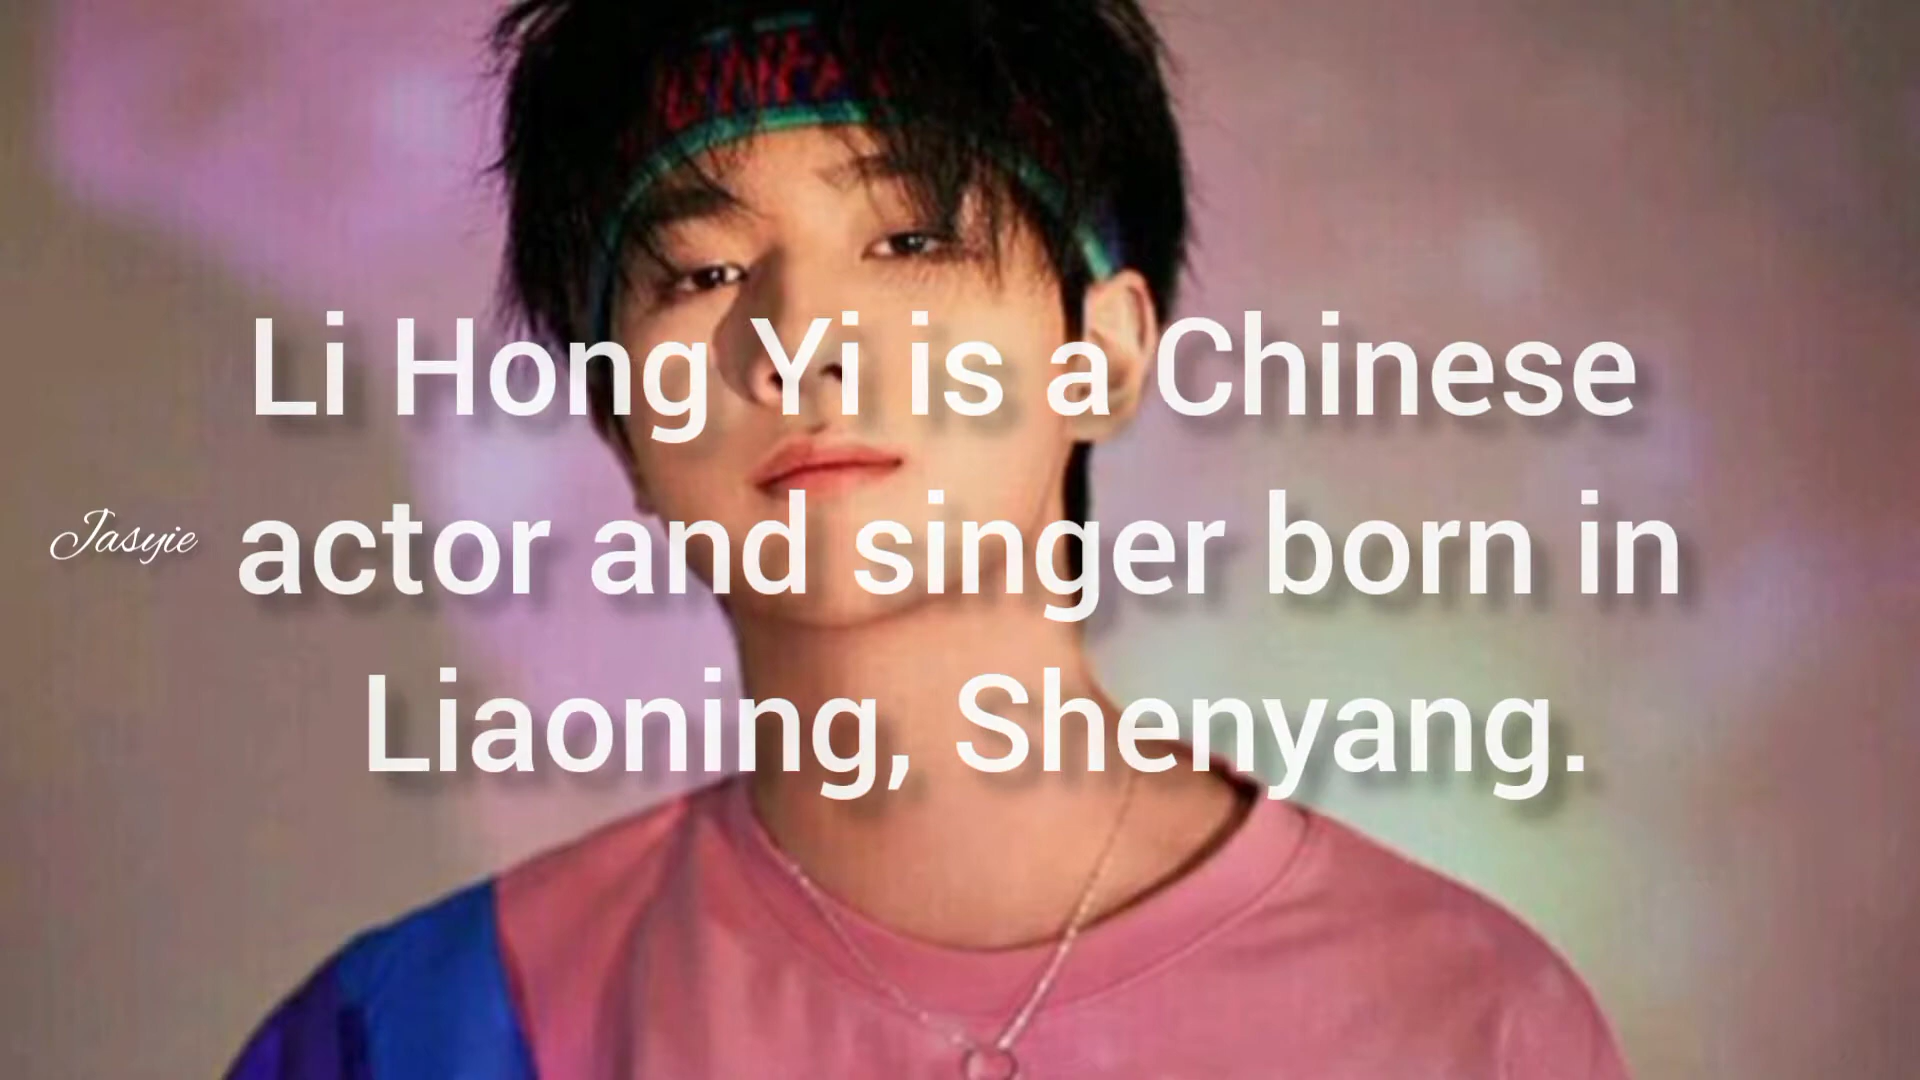 Li Hong Yi is a Chinese
Jasyie
actor and singer born in
Liaoning, Shenyang.